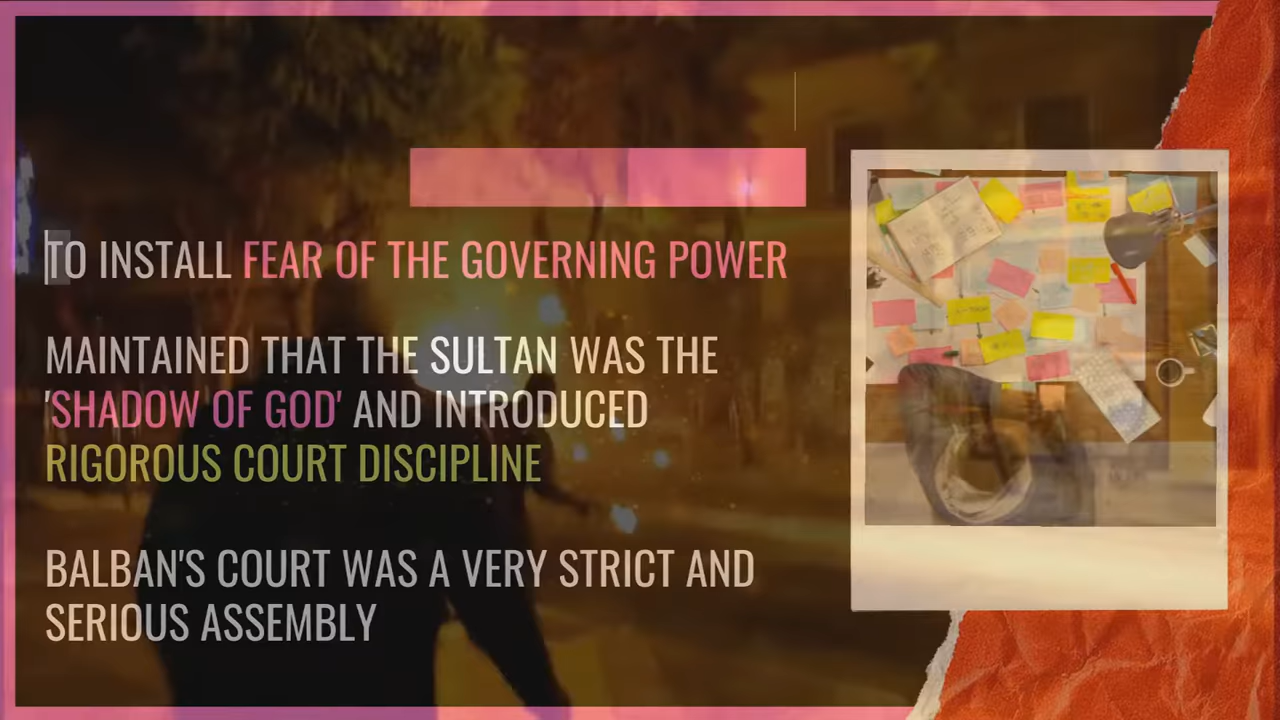 TO INSTALL FEAR OF THE GOVERNING POWER
MAINTAINED THAT THE SULTAN WAS THE
'SHADOW OF GOD' AND INTRODUCED
RIGOROUS COURT DISCIPLINE
BALBAN'S COURT WAS A VERY STRICT AND
SERIOUS ASSEMBLY